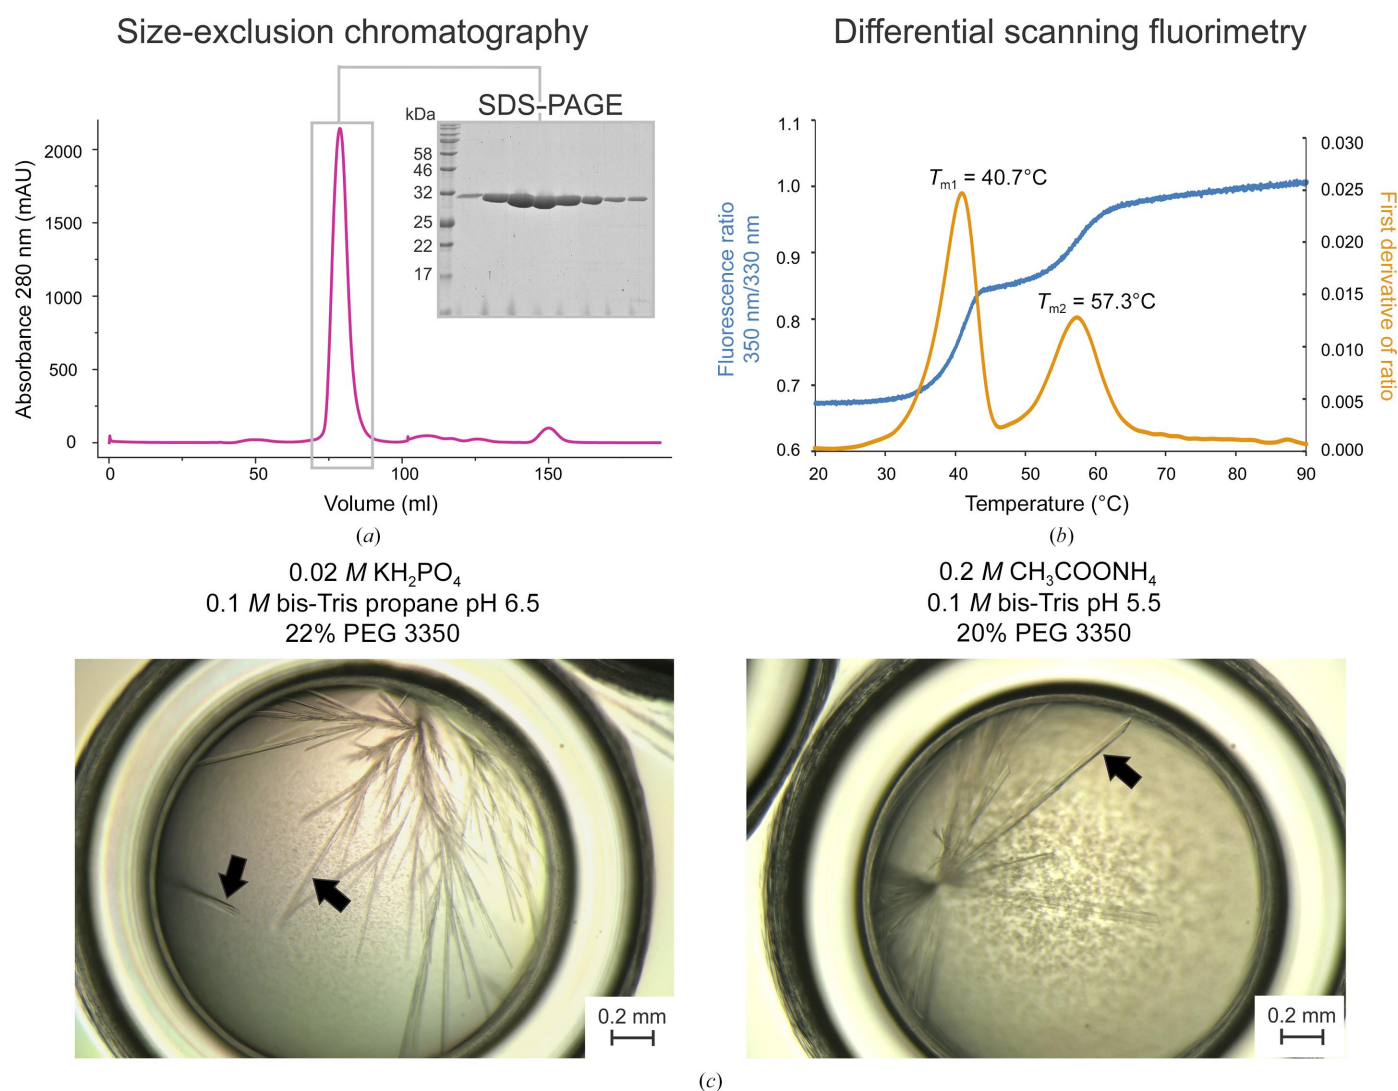 Size-exclusion chromatography
Differential scanning fluorimetry
SDS-PAGE
kDa
58
46
32
25
22
17
Absorbance 280 nm (mAU)
2000
1500
1000
500
0
0
50
100
150
Volume (ml)
(a)
Fluorescence ratio
350 nm/330 nm
1.1
1.0
0.9
0.8
0.7
0.6
Tm1 = 40.7°C
Tm2 = 57.3°C
0.030
0.025
0.020
0.015
0.010
0.005
0.000
First derivative of ratio
20
30
40
50
60
70
80
90
Temperature (°C)
(b)
0.02 M KH₂PO₄
0.1 M bis-Tris propane pH 6.5
22% PEG 3350
0.2 M CH₃COONH₄
0.1 M bis-Tris pH 5.5
20% PEG 3350
0.2 mm
0.2 mm
(c)